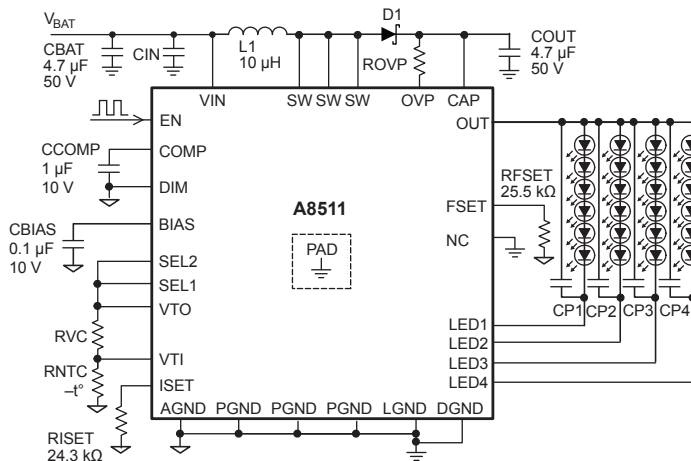 VBAT
CBAT
4.7 µF
50 V
CIN
L1
10 µH
D1
ROVP
COUT
4.7 µF
50 V
VIN
SW
SW
SW
OVP
CAP
EN
OUT
CCOMP
1 µF
10 V
COMP
DIM
RFSET
25.5 kΩ
A8511
FSET
CBIAS
0.1 µF
10 V
BIAS
PAD
NC
SEL2
SEL1
VTO
CP1
CP2
CP3
CP4
RVC
LED1
LED2
LED3
LED4
VTI
RNTC
–t°
ISET
AGND
PGND
PGND
PGND
LGND
DGND
RISET
24.3 kΩ